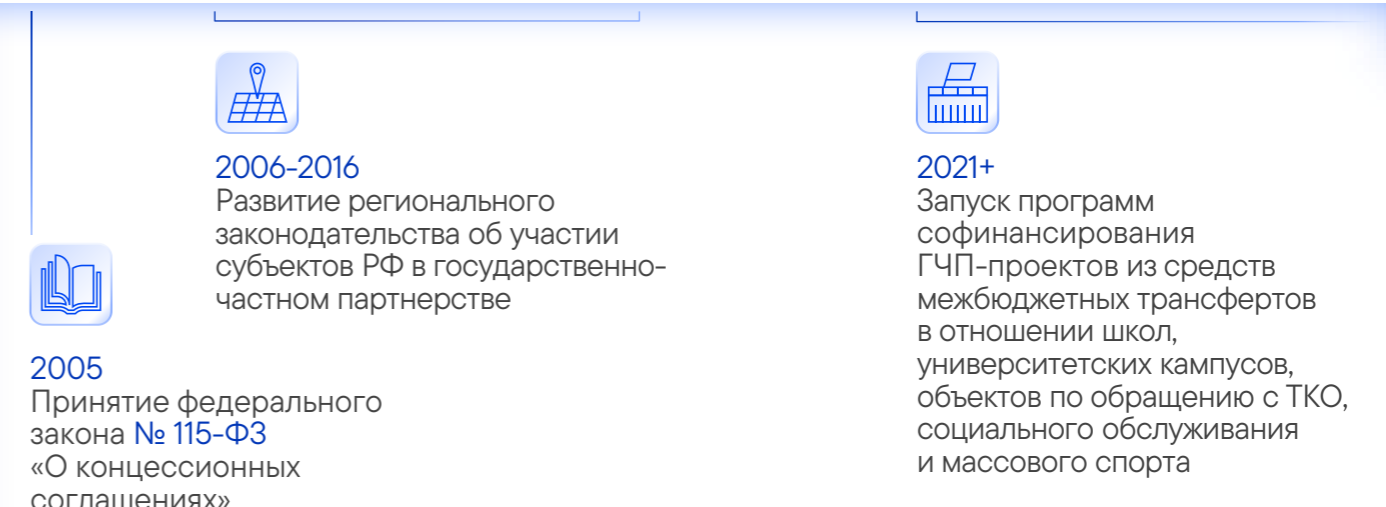 2006-2016
Развитие регионального
законодательства об участии
субъектов РФ в государственно-
частном партнерстве
2005
Принятие федерального
закона № 115-ФЗ
«О концессионных
соглашениях»
2021+
Запуск программ
софинансирования
ГЧП-проектов из средств
межбюджетных трансфертов
в отношении школ,
университетских кампусов,
объектов по обращению с ТКО,
социального обслуживания
и массового спорта